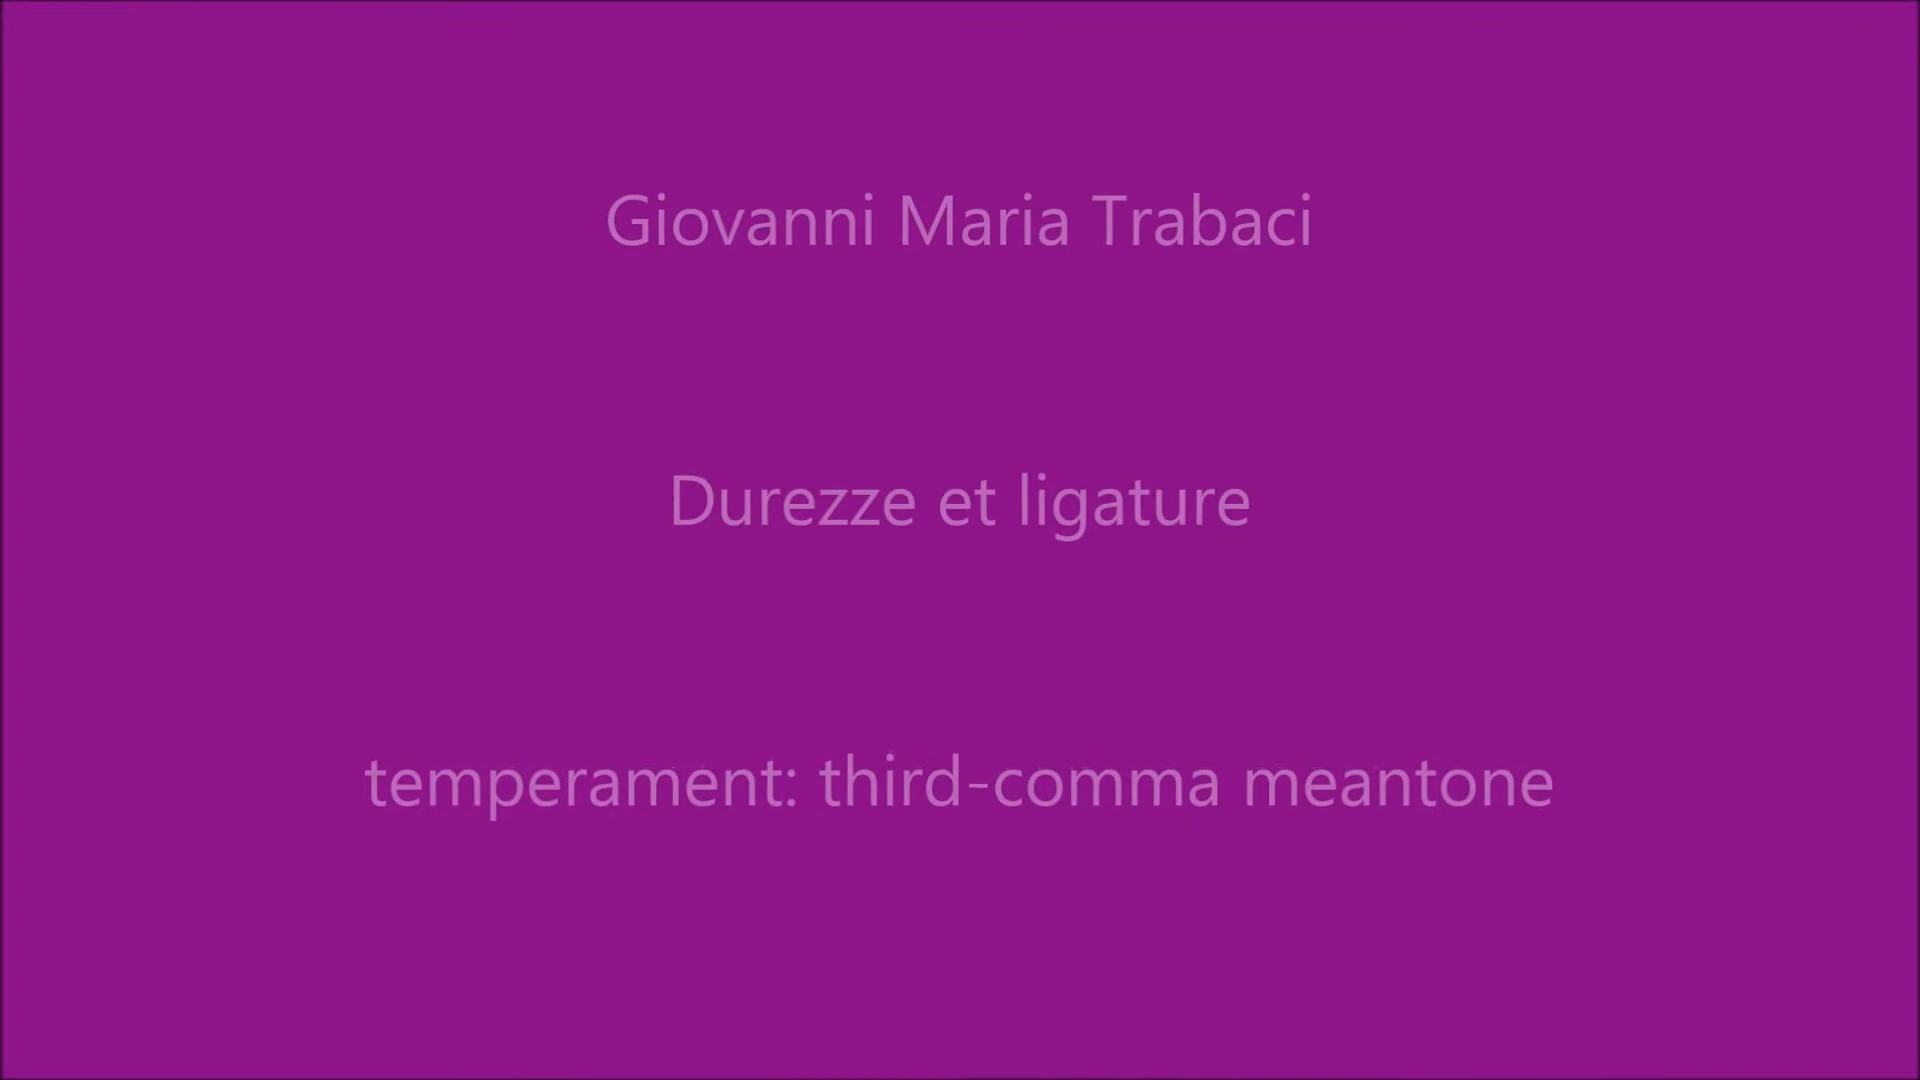 Giovanni Maria Trabaci
Durezze et ligature
temperament: third-comma meantone